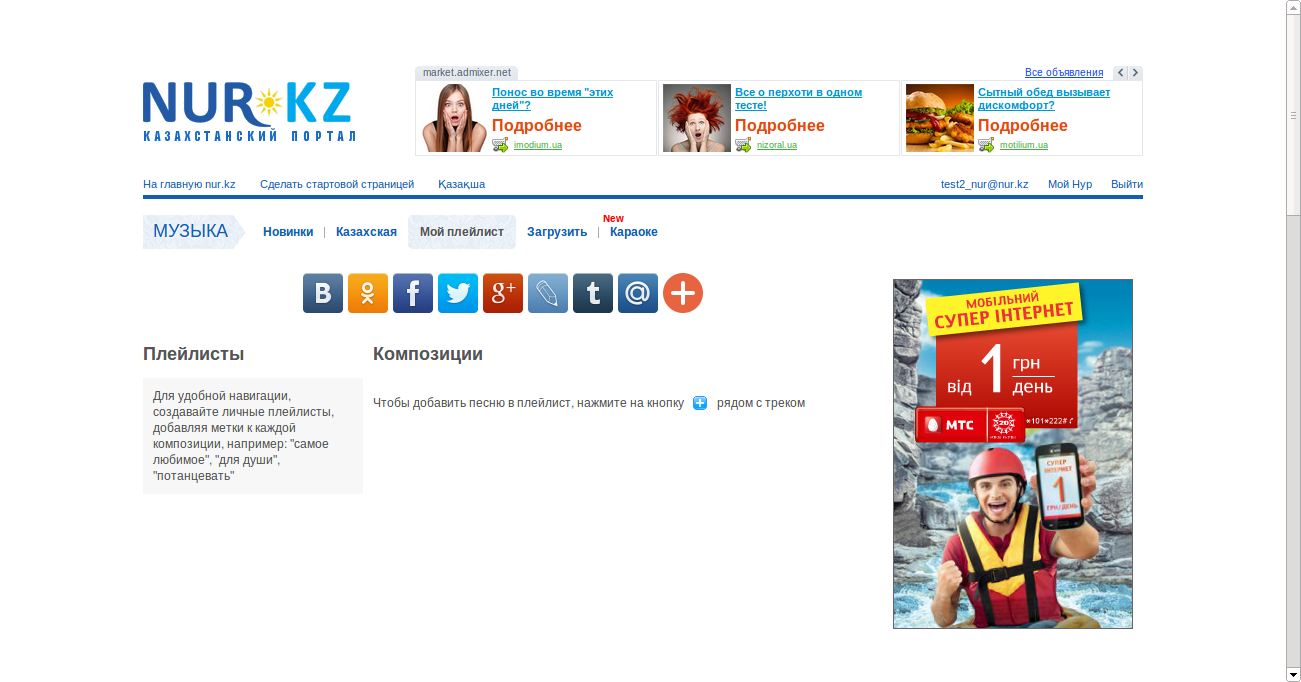 market.admixer.net
Все объявления
NUR KZ
КАЗАХСТАНСКИЙ ПОРТАЛ
Понос во время "этих
дней"?
Подробнее
imodium.ua
Все о перхоти в одном
тесте!
Подробнее
nizoral.ua
Сытный обед вызывает
дискомфорт?
Подробнее
motilium.ua
На главную nur.kz
Сделать стартовой страницей
Қазақша
test2_nur@nur.kz
Мой Нур
Выйти
МУЗЫКА
Новинки
Казахская
Мой плейлист
Загрузить
New
Караоке
B
f
g+
t
@
Плейлисты
Для удобной навигации,
создавайте личные плейлисты,
добавляя метки к каждой
композиции, например: "самое
любимое", "для души",
"потанцевать"
Композиции
Чтобы добавить песню в плейлист, нажмите на кнопку рядом с треком
МОБІЛЬНИЙ
СУПЕР ІНТЕРНЕТ
від 1 грн
день
МТС
20
*101*222#
СУПЕР
ІНТЕРНЕТ
1
ГРН/ДЕНЬ